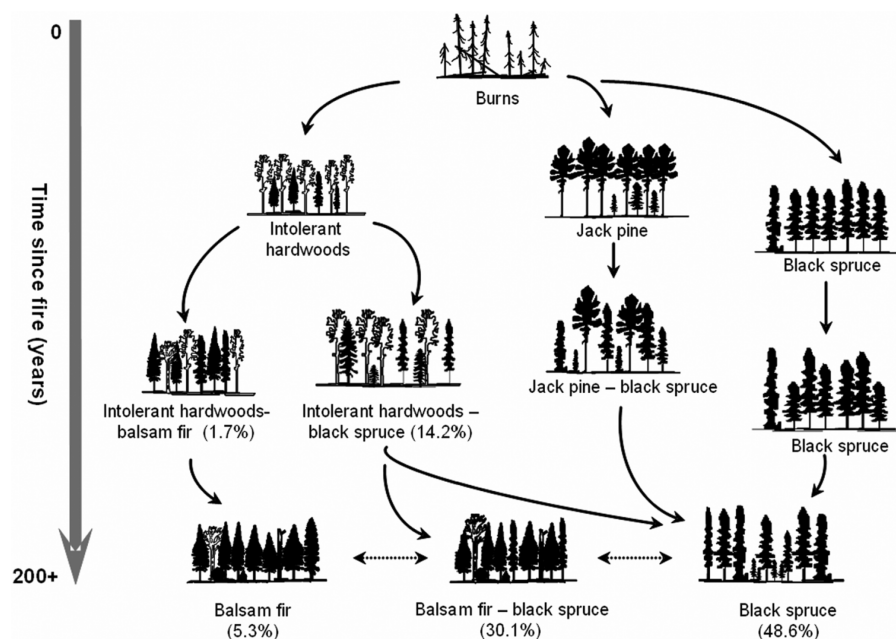 0
Burns
Time since fire (years)
Intolerant
hardwoods
Jack pine
Black spruce
Intolerant hardwoods-
balsam fir (1.7%)
Intolerant hardwoods –
black spruce (14.2%)
Jack pine – black spruce
Black spruce
200+
Balsam fir
(5.3%)
Balsam fir – black spruce
(30.1%)
Black spruce
(48.6%)